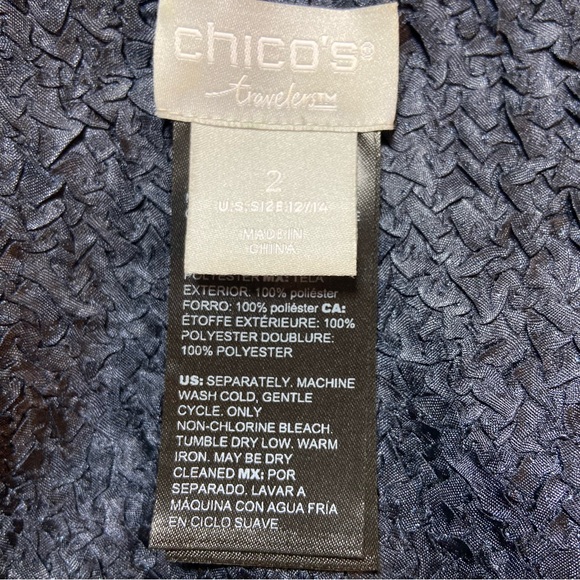 chico's®
travelers™
2
U.S. SIZE:12/14
MADE IN
CHINA
POLYESTER MX: TELA
EXTERIOR: 100% poliéster
FORRO: 100% poliéster CA:
ÉTOFFE EXTÉRIEURE: 100%
POLYESTER DOUBLURE:
100% POLYESTER
US: SEPARATELY. MACHINE
WASH COLD, GENTLE
CYCLE. ONLY
NON-CHLORINE BLEACH.
TUMBLE DRY LOW. WARM
IRON. MAY BE DRY
CLEANED MX: POR
SEPARADO. LAVAR A
MÁQUINA CON AGUA FRÍA
EN CICLO SUAVE.